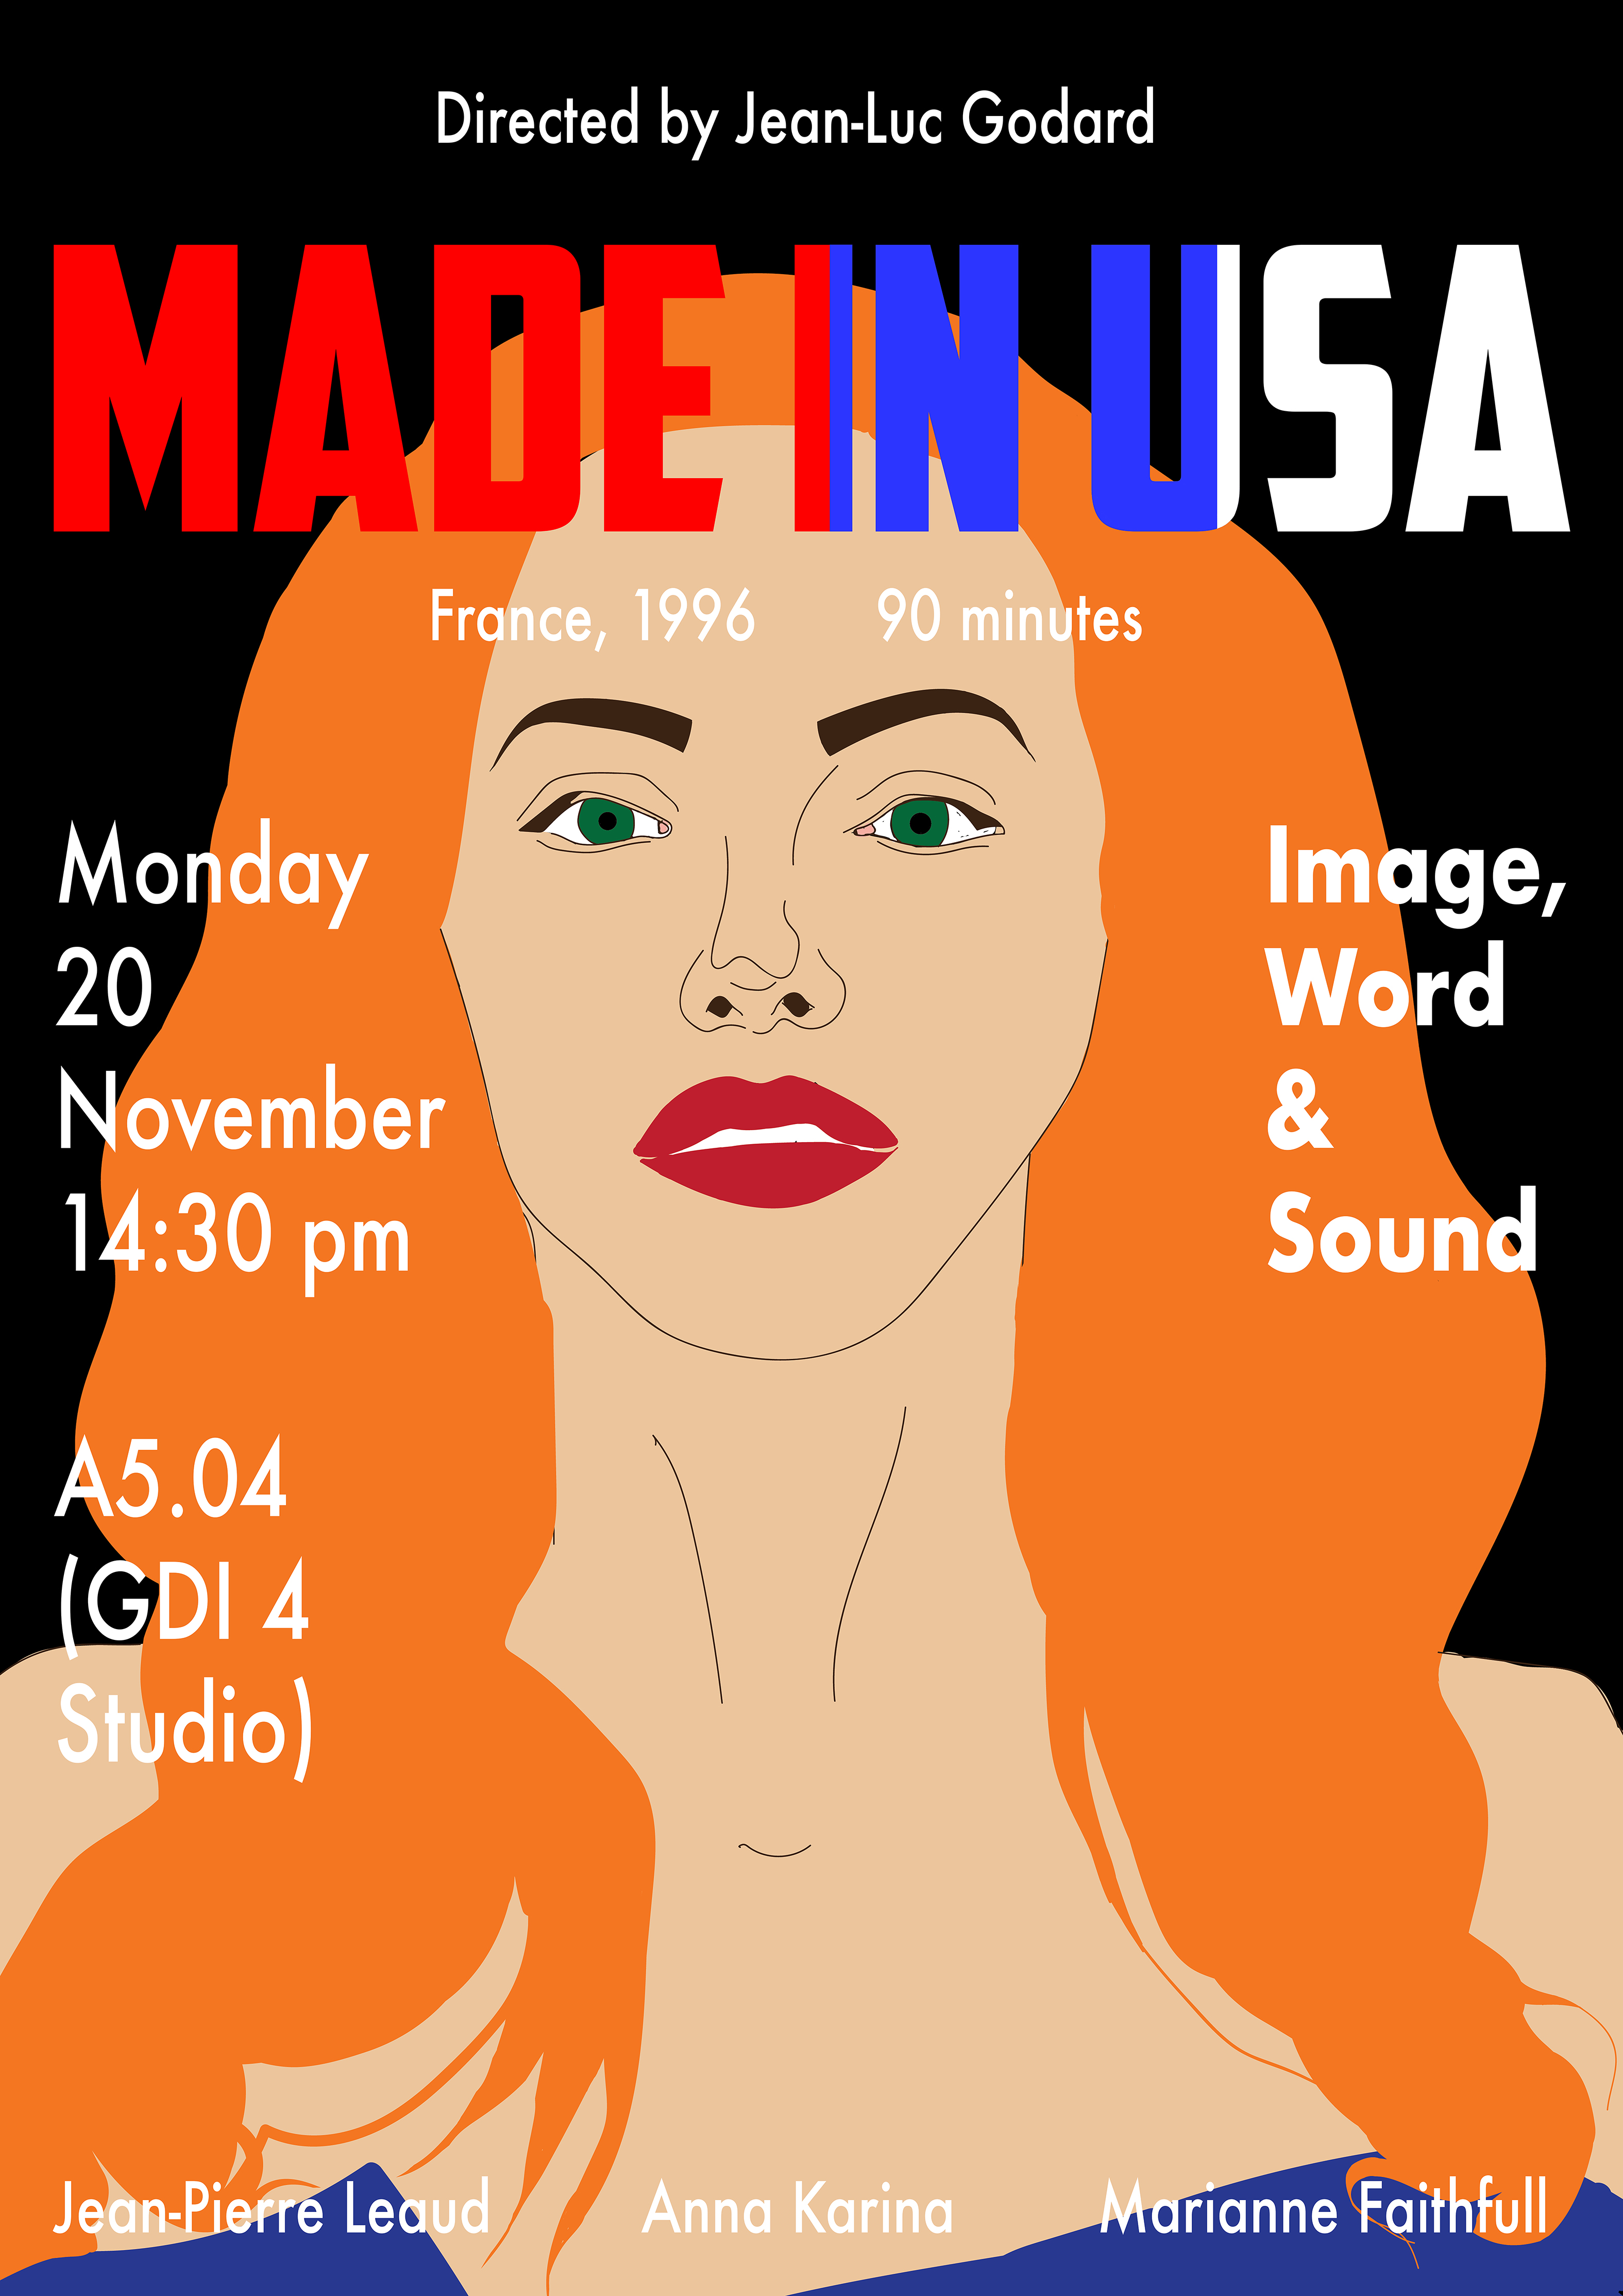 Directed by Jean-Luc Godard
MADE IN USA
France, 1996 90 minutes
Monday
20
November
14:30 pm
A5.04
(GDI 4
Studio)
Image,
Word
&
Sound
Jean-Pierre Leaud Anna Karina Marianne Faithfull